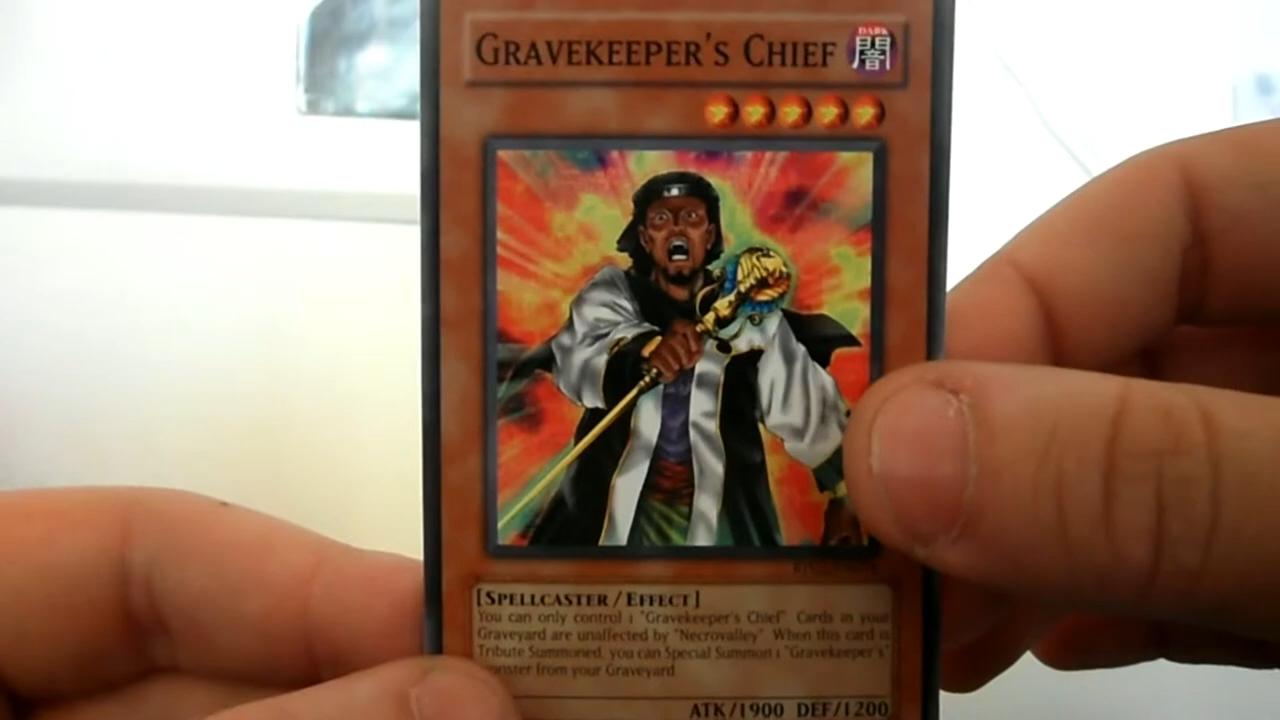 GRAVEKEEPER'S CHIEF
DARK
闇
[SPELLCASTER/EFFECT]
You can only control 1 "Gravekeeper's Chief". Cards in your
Graveyard are unaffected by "Necrovalley". When this card is
Tribute Summoned, you can Special Summon 1 "Gravekeeper's"
monster from your Graveyard.
ATK/1900 DEF/1200